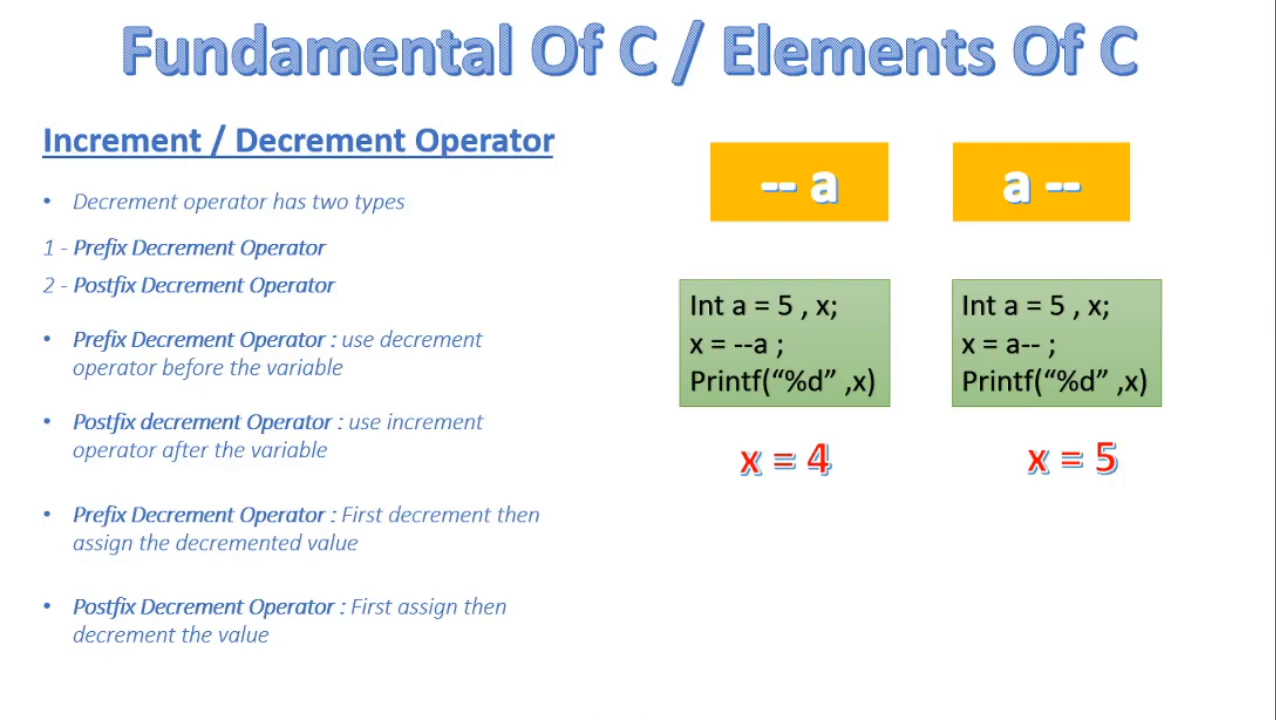 Fundamental Of C / Elements Of C
Increment / Decrement Operator
• Decrement operator has two types
1 - Prefix Decrement Operator
2 - Postfix Decrement Operator
• Prefix Decrement Operator : use decrement
operator before the variable
• Postfix decrement Operator : use increment
operator after the variable
• Prefix Decrement Operator : First decrement then
assign the decremented value
• Postfix Decrement Operator : First assign then
decrement the value
-- a
Int a = 5 , x;
x = --a ;
Printf(“%d” ,x)
x = 4
a --
Int a = 5 , x;
x = a-- ;
Printf(“%d” ,x)
x = 5